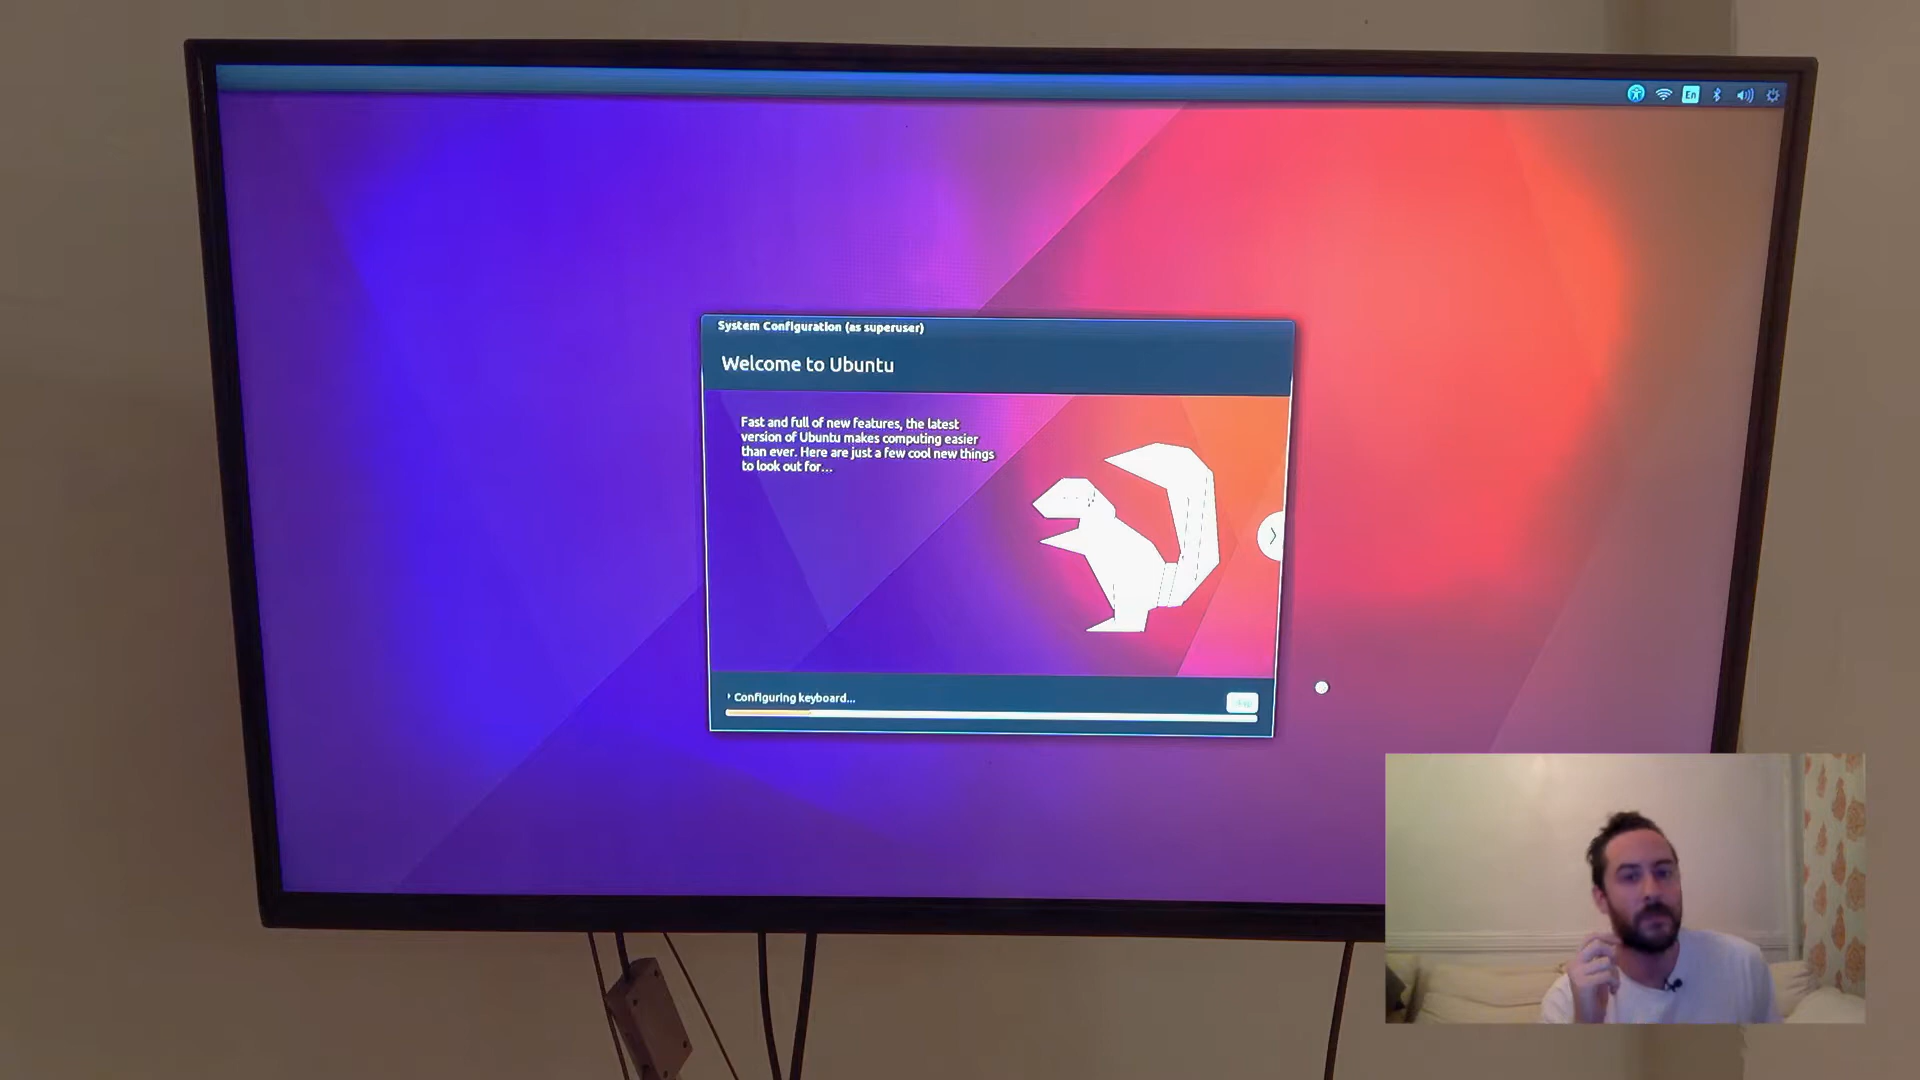 En
System Configuration (as superuser)
Welcome to Ubuntu
Fast and full of new features, the latest
version of Ubuntu makes computing easier
than ever. Here are just a few cool new things
to look out for...
Configuring keyboard...